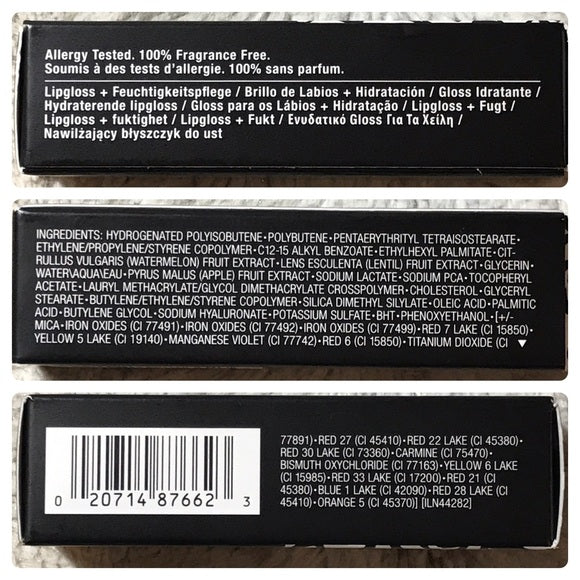 Allergy Tested. 100% Fragrance Free.
Soumis à des tests d'allergie. 100% sans parfum.
Lipgloss + Feuchtigkeitspflege / Brillo de Labios + Hidratación / Gloss Idratante /
Hydraterende lipgloss / Gloss para os Lábios + Hidratação / Lipgloss + Fugt /
Lipgloss + fuktighet / Lipgloss + Fukt / Ενυδατικό Gloss Για Τα Χείλη /
Nawilżający błyszczyk do ust
INGREDIENTS: HYDROGENATED POLYISOBUTENE•POLYBUTENE•PENTAERYTHRITYL TETRAISOSTEARATE•
ETHYLENE/PROPYLENE/STYRENE COPOLYMER•C12-15 ALKYL BENZOATE•ETHYLHEXYL PALMITATE•CIT-
RULLUS VULGARIS (WATERMELON) FRUIT EXTRACT•LENS ESCULENTA (LENTIL) FRUIT EXTRACT•GLYCERIN•
WATER\AQUA\EAU•PYRUS MALUS (APPLE) FRUIT EXTRACT•SODIUM LACTATE•SODIUM PCA•TOCOPHERYL
ACETATE•LAURYL METHACRYLATE/GLYCOL DIMETHACRYLATE CROSSPOLYMER•CHOLESTEROL•GLYCERYL
STEARATE•BUTYLENE/ETHYLENE/STYRENE COPOLYMER•SILICA DIMETHYL SILYLATE•OLEIC ACID•PALMITIC
ACID•BUTYLENE GLYCOL•SODIUM HYALURONATE•POTASSIUM SULFATE•BHT•PHENOXYETHANOL•[+/-
MICA•IRON OXIDES (CI 77491)•IRON OXIDES (CI 77492)•IRON OXIDES (CI 77499)•RED 7 LAKE (CI 15850)•
YELLOW 5 LAKE (CI 19140)•MANGANESE VIOLET (CI 77742)•RED 6 (CI 15850)•TITANIUM DIOXIDE (CI ▼
77891)•RED 27 (CI 45410)•RED 22 LAKE (CI 45380)•
RED 30 LAKE (CI 73360)•CARMINE (CI 75470)•
BISMUTH OXYCHLORIDE (CI 77163)•YELLOW 6 LAKE
(CI 15985)•RED 33 LAKE (CI 17200)•RED 21 (CI
45380)•BLUE 1 LAKE (CI 42090)•RED 28 LAKE (CI
45410)•ORANGE 5 (CI 45370)] [ILN44282]
0 20714 87662 3